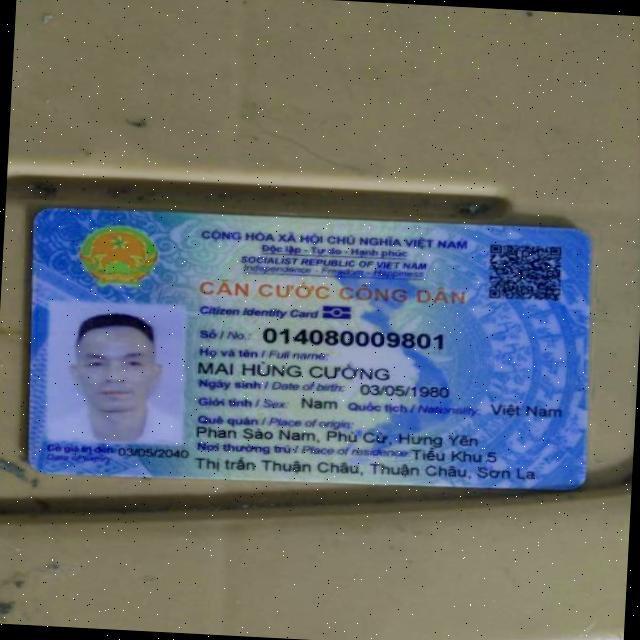 CỘNG HÒA XÃ HỘI CHỦ NGHĨA VIỆT NAM
Độc lập - Tự do - Hạnh phúc
SOCIALIST REPUBLIC OF VIET NAM
Independence - Freedom -
CĂN CƯỚC CÔNG DÂN
Citizen Identity Card
Số / No.: 014080009801
Họ và tên / Full name:
MAI HÙNG CƯỜNG
Ngày sinh / Date of birth: 03/05/1980
Giới tính / Sex: Nam Quốc tịch / Nationality: Việt Nam
Quê quán / Place of origin:
Phan Sào Nam, Phù Cừ, Hưng Yên
Nơi thường trú / Place of residence: Tiểu Khu 5
Thị trấn Thuận Châu, Thuận Châu, Sơn La
Có giá trị đến: 03/05/2040
Date of expiry